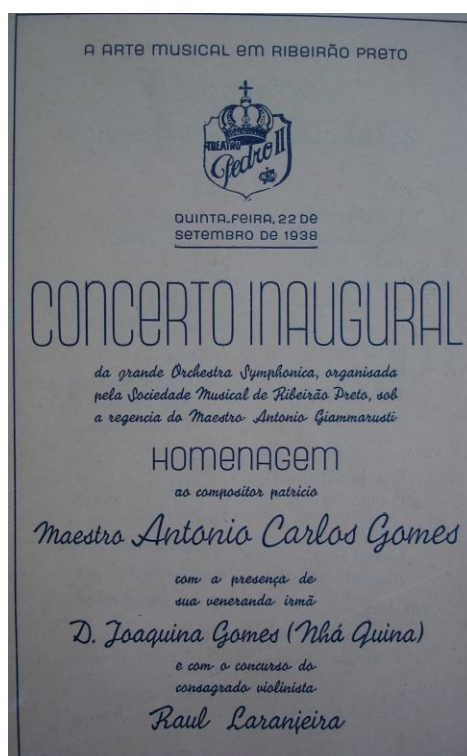 A ARTE MUSICAL EM RIBEIRÃO PRETO
THEATRO
Pedro II
QUINTA-FEIRA, 22 DE
SETEMBRO DE 1938
CONCERTO INAUGURAL
da grande Orchestra Symphonica, organisada
pela Sociedade Musical de Ribeirão Preto, sob
a regencia do Maestro Antonio Giammarusti
HOMENAGEM
ao compositor patricio
Maestro Antonio Carlos Gomes
com a presença de
sua veneranda irmã
D. Joaquina Gomes (Nhá Quina)
e com o concurso do
consagrado violinista
Raul Laranjeira